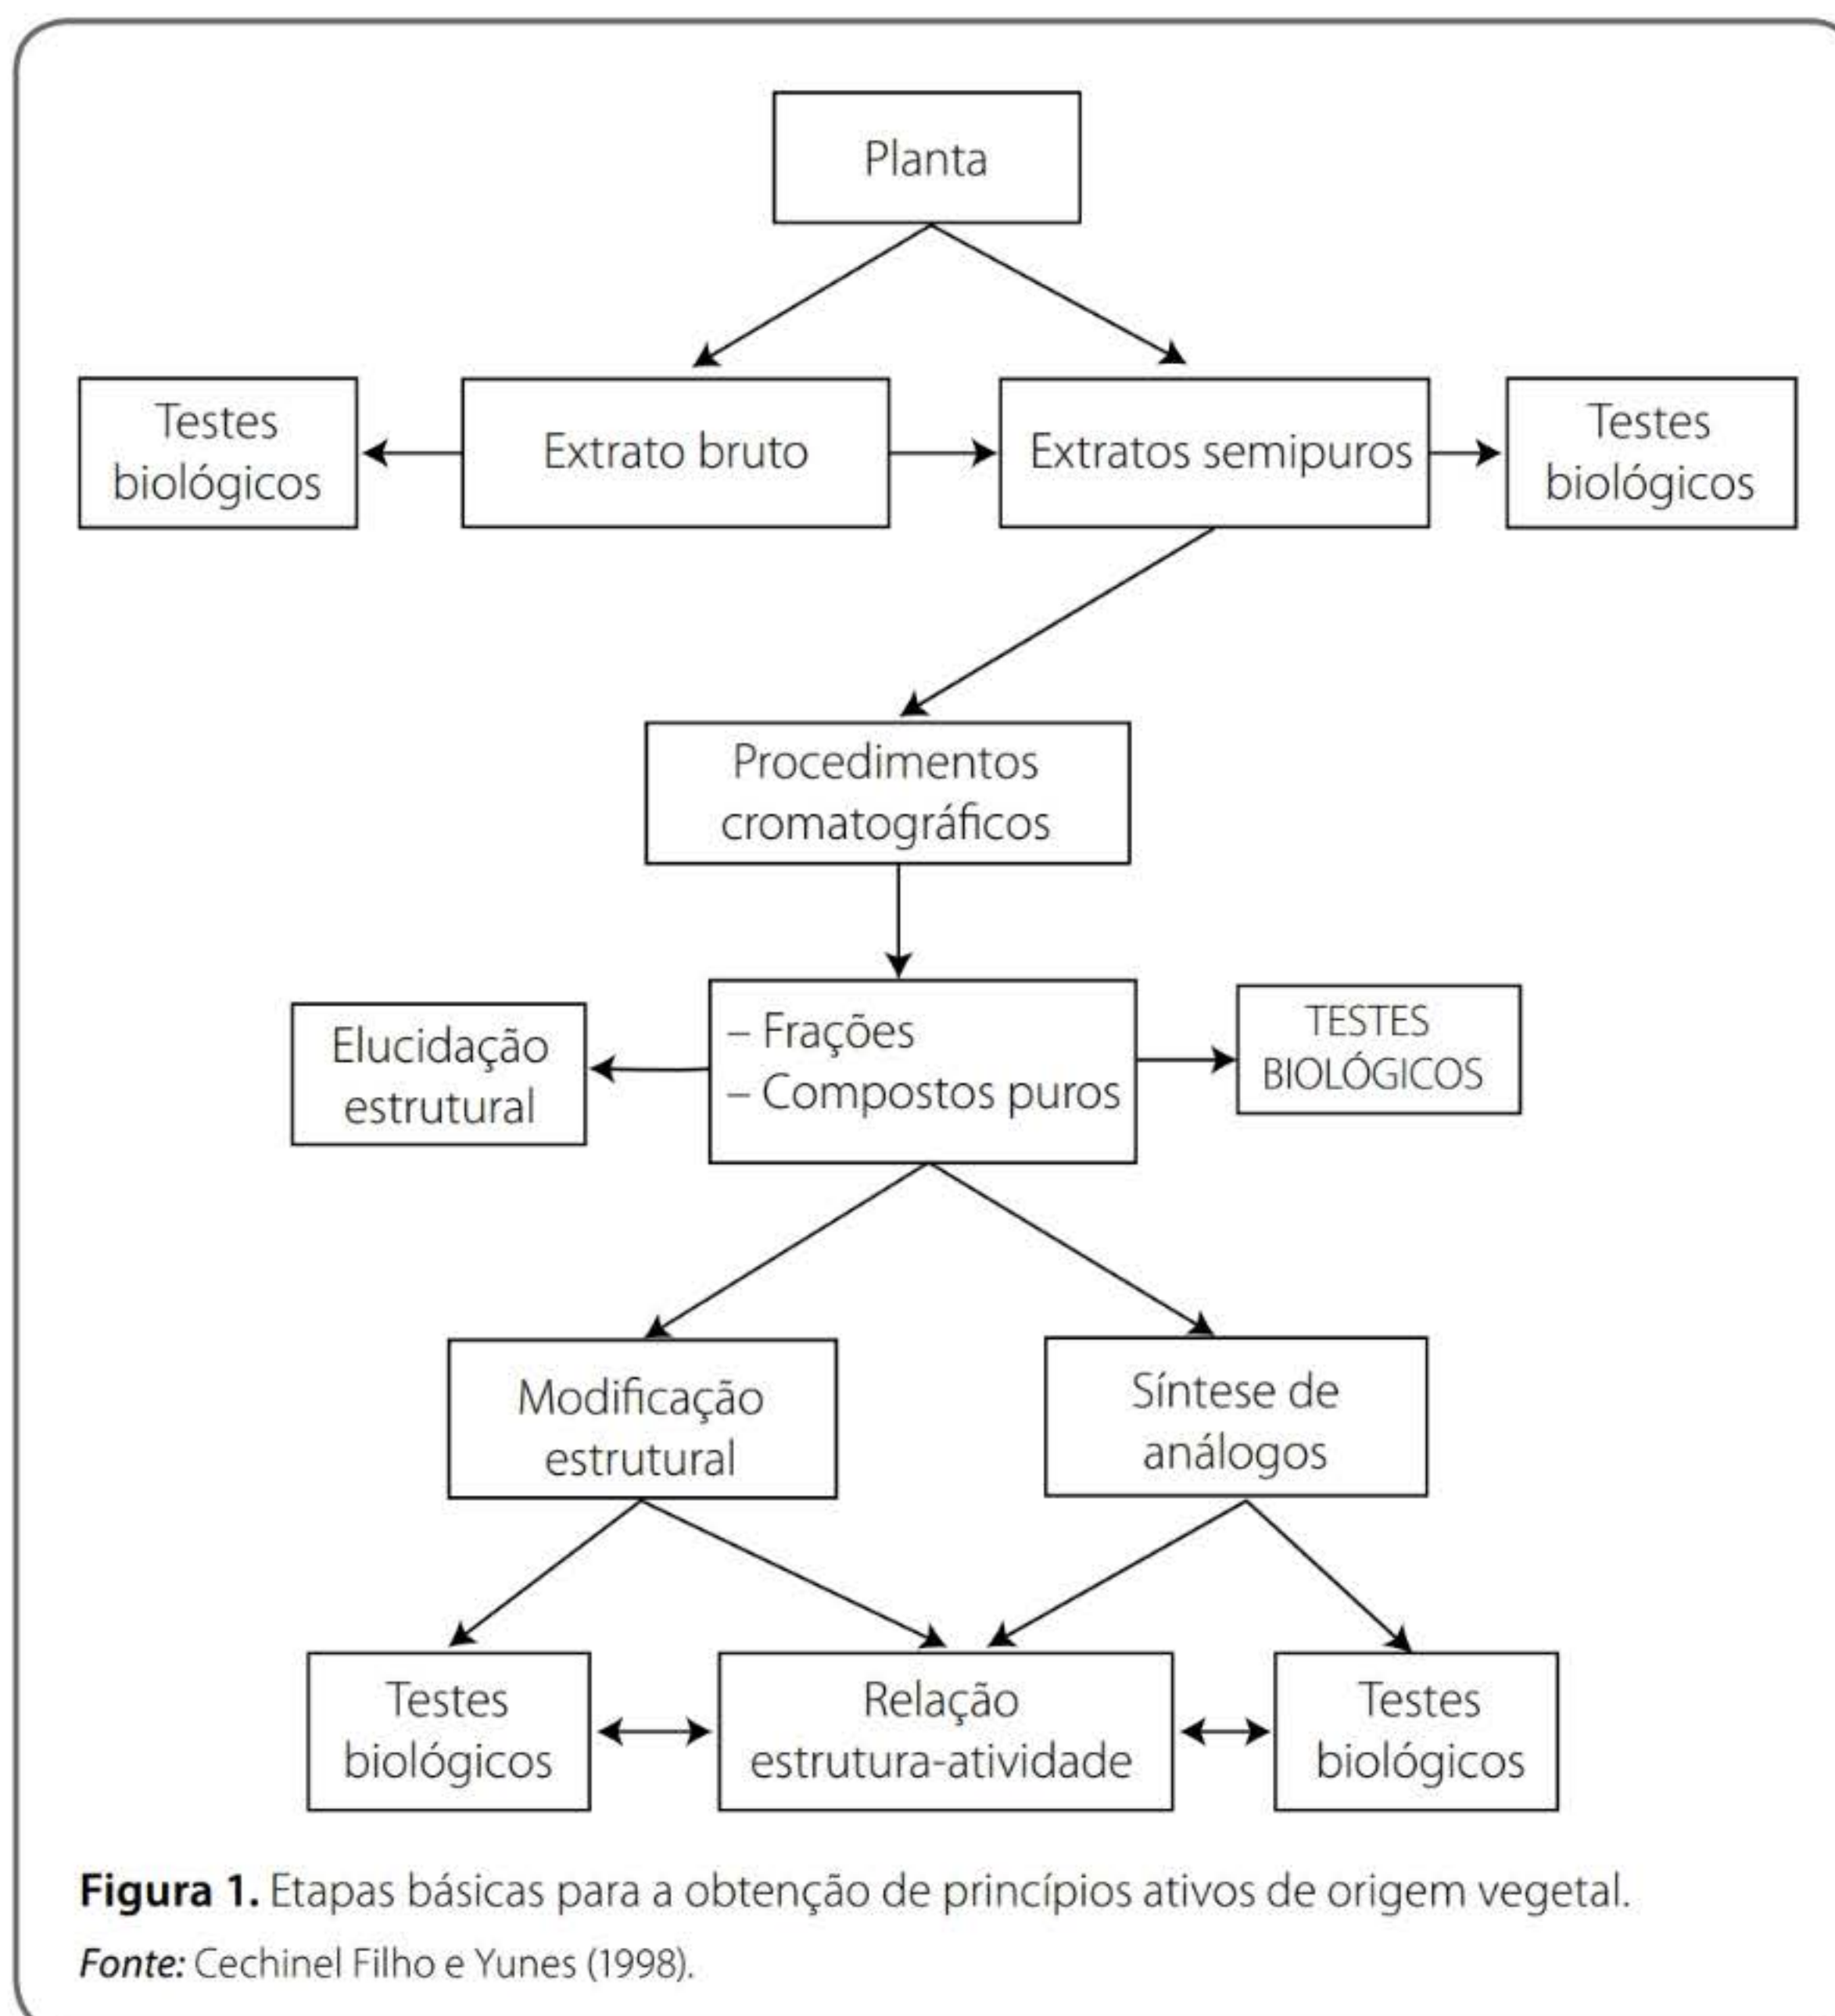 Planta
Testes
biológicos
Extrato bruto
Extratos semipuros
Testes
biológicos
Procedimentos
cromatográficos
Elucidação
estrutural
– Frações
– Compostos puros
TESTES
BIOLÓGICOS
Modificação
estrutural
Síntese de
análogos
Testes
biológicos
Relação
estrutura-atividade
Testes
biológicos
Figura 1. Etapas básicas para a obtenção de princípios ativos de origem vegetal.
Fonte: Cechinel Filho e Yunes (1998).